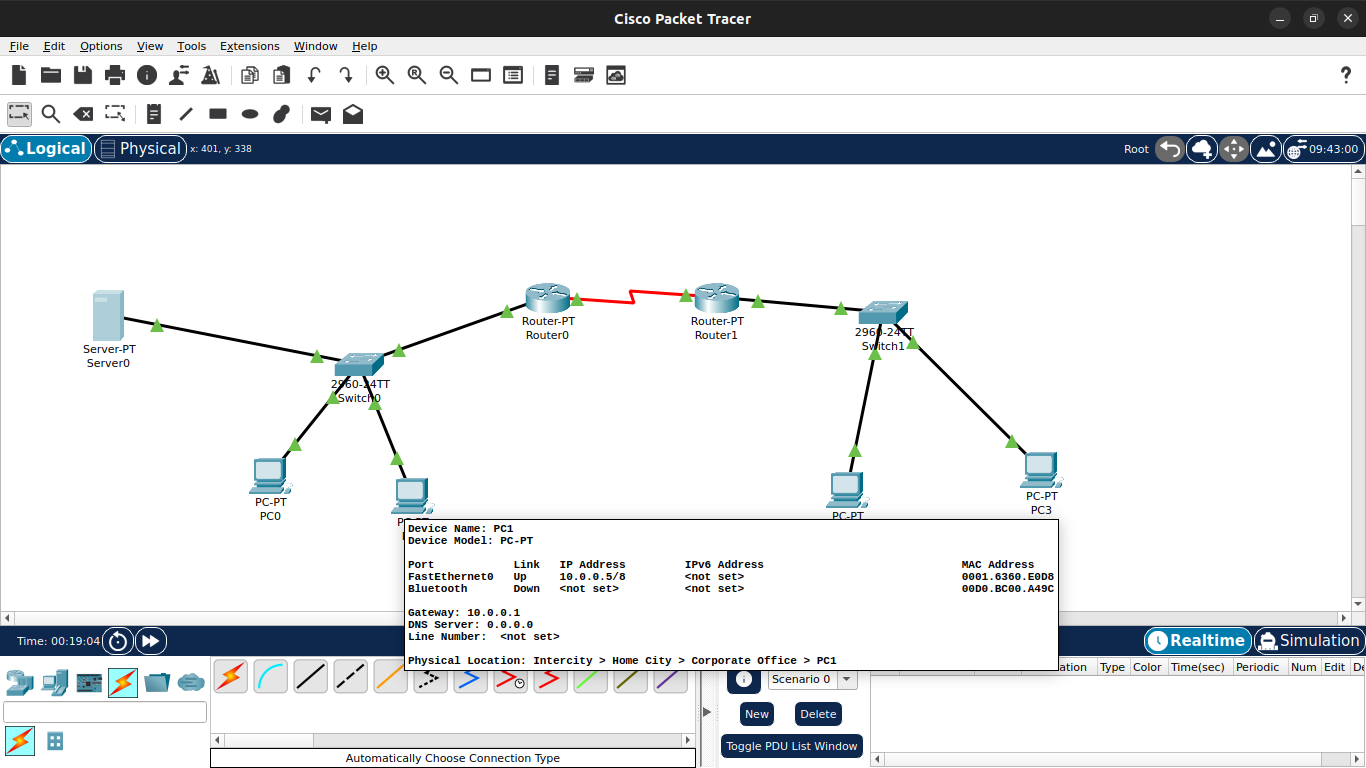 Cisco Packet Tracer
File Edit Options View Tools Extensions Window Help
?
Logical Physical x: 401, y: 338 Root 09:43:00
Server-PT
Server0
2960-24TT
Switch0
Router-PT
Router0
Router-PT
Router1
2960-24TT
Switch1
PC-PT
PC0
PC-PT
PC-PT
PC3
Device Name: PC1
Device Model: PC-PT
Port Link IP Address IPv6 Address MAC Address
FastEthernet0 Up 10.0.0.5/8 <not set> 0001.6360.E0D8
Bluetooth Down <not set> <not set> 00D0.BC00.A49C
Gateway: 10.0.0.1
DNS Server: 0.0.0.0
Line Number: <not set>
Physical Location: Intercity > Home City > Corporate Office > PC1
Time: 00:19:04 Realtime Simulation
Scenario 0
New Delete
Toggle PDU List Window
Type Color Time(sec) Periodic Num Edit
Automatically Choose Connection Type